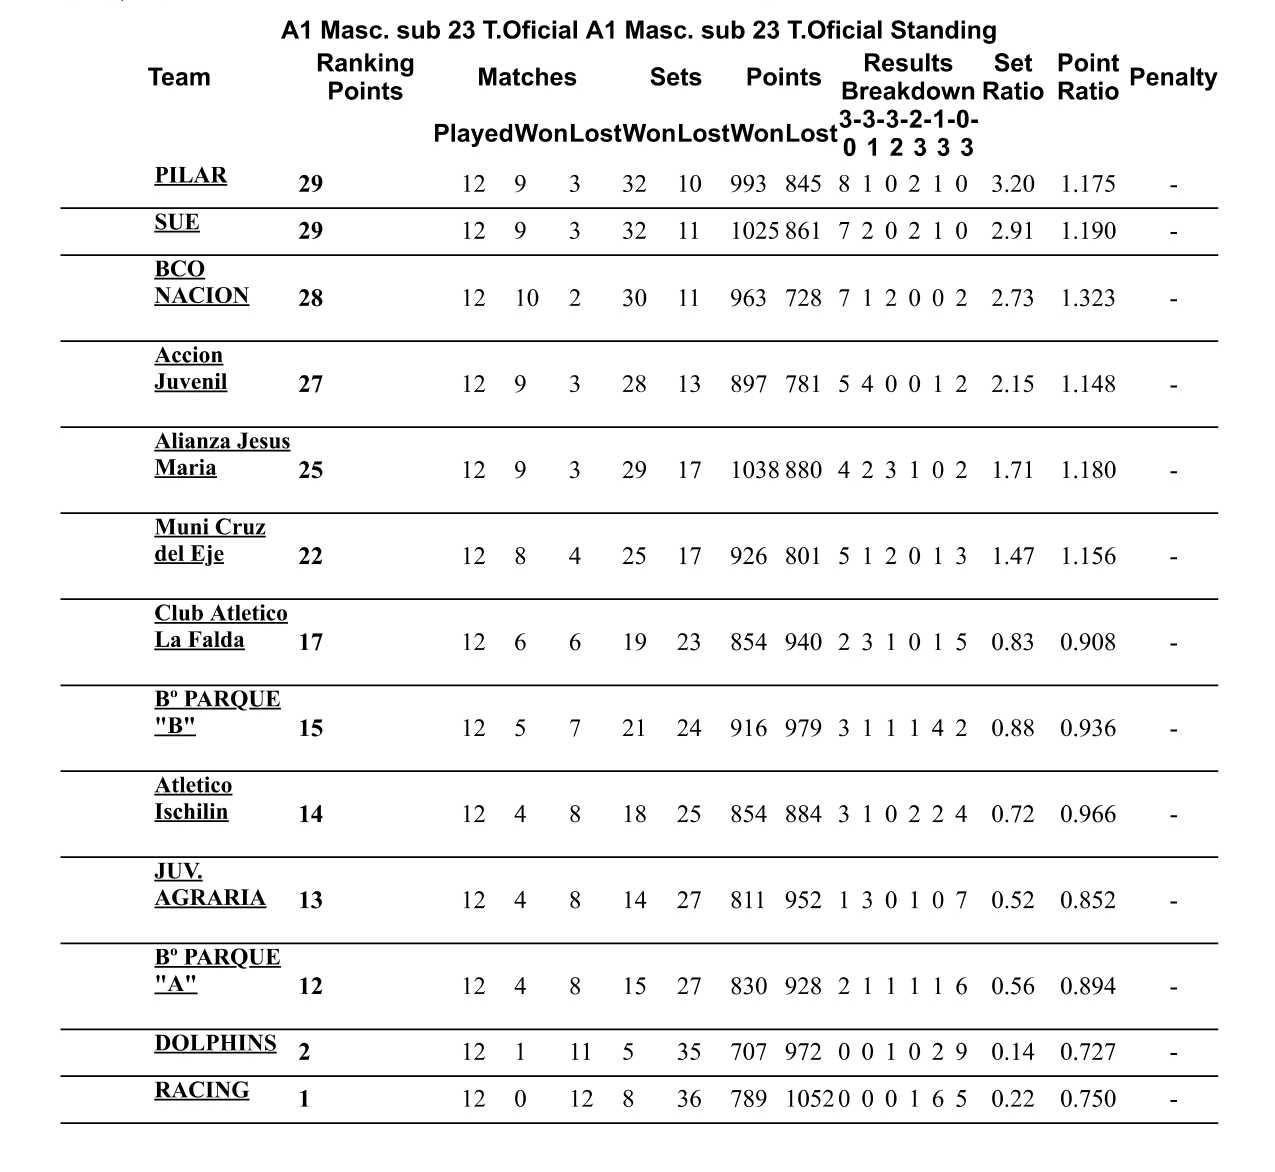 A1 Masc. sub 23 T.Oficial A1 Masc. sub 23 T.Oficial Standing
Team Ranking Points Matches Sets Points Results Breakdown Set Ratio Point Ratio Penalty
Played Won Lost Won Lost Won Lost 3-0 3-1 3-2 2-3 1-3 0-3
PILAR 29 12 9 3 32 10 993 845 8 1 0 2 1 0 3.20 1.175 -
SUE 29 12 9 3 32 11 1025 861 7 2 0 2 1 0 2.91 1.190 -
BCO
NACION 28 12 10 2 30 11 963 728 7 1 2 0 0 2 2.73 1.323 -
Accion
Juvenil 27 12 9 3 28 13 897 781 5 4 0 0 1 2 2.15 1.148 -
Alianza Jesus
Maria 25 12 9 3 29 17 1038 880 4 2 3 1 0 2 1.71 1.180 -
Muni Cruz
del Eje 22 12 8 4 25 17 926 801 5 1 2 0 1 3 1.47 1.156 -
Club Atletico
La Falda 17 12 6 6 19 23 854 940 2 3 1 0 1 5 0.83 0.908 -
Bº PARQUE
"B" 15 12 5 7 21 24 916 979 3 1 1 1 4 2 0.88 0.936 -
Atletico
Ischilin 14 12 4 8 18 25 854 884 3 1 0 2 2 4 0.72 0.966 -
JUV.
AGRARIA 13 12 4 8 14 27 811 952 1 3 0 1 0 7 0.52 0.852 -
Bº PARQUE
"A" 12 12 4 8 15 27 830 928 2 1 1 1 1 6 0.56 0.894 -
DOLPHINS 2 12 1 11 5 35 707 972 0 0 1 0 2 9 0.14 0.727 -
RACING 1 12 0 12 8 36 789 1052 0 0 0 1 6 5 0.22 0.750 -